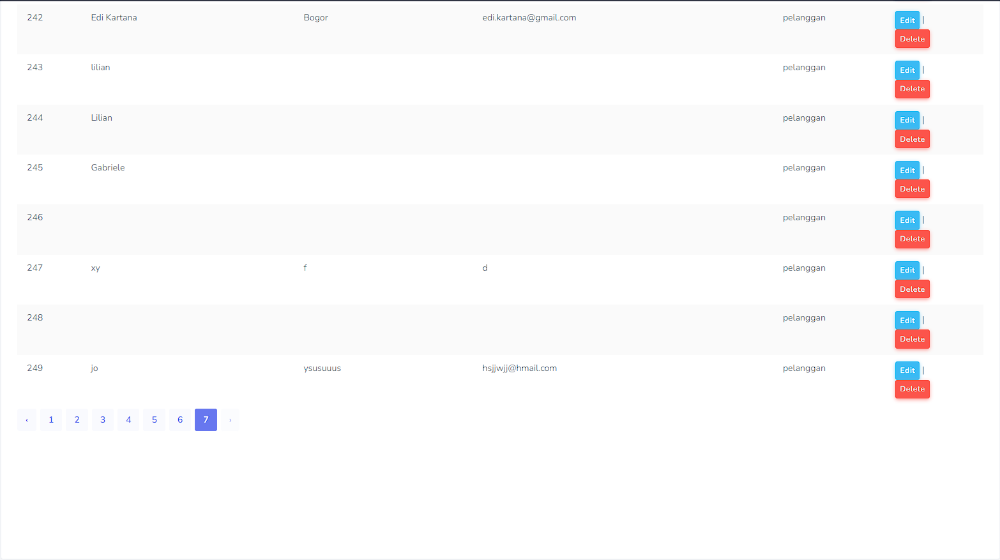 242 Edi Kartana Bogor edi.kartana@gmail.com pelanggan Edit |
Delete
243 lilian pelanggan Edit |
Delete
244 Lilian pelanggan Edit |
Delete
245 Gabriele pelanggan Edit |
Delete
246 pelanggan Edit |
Delete
247 xy f d pelanggan Edit |
Delete
248 pelanggan Edit |
Delete
249 jo ysusuuus hsjjwjj@hmail.com pelanggan Edit |
Delete
‹ 1 2 3 4 5 6 7 ›